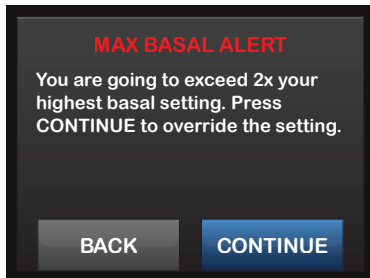 MAX BASAL ALERT
You are going to exceed 2x your
highest basal setting. Press
CONTINUE to override the setting.
BACK
CONTINUE